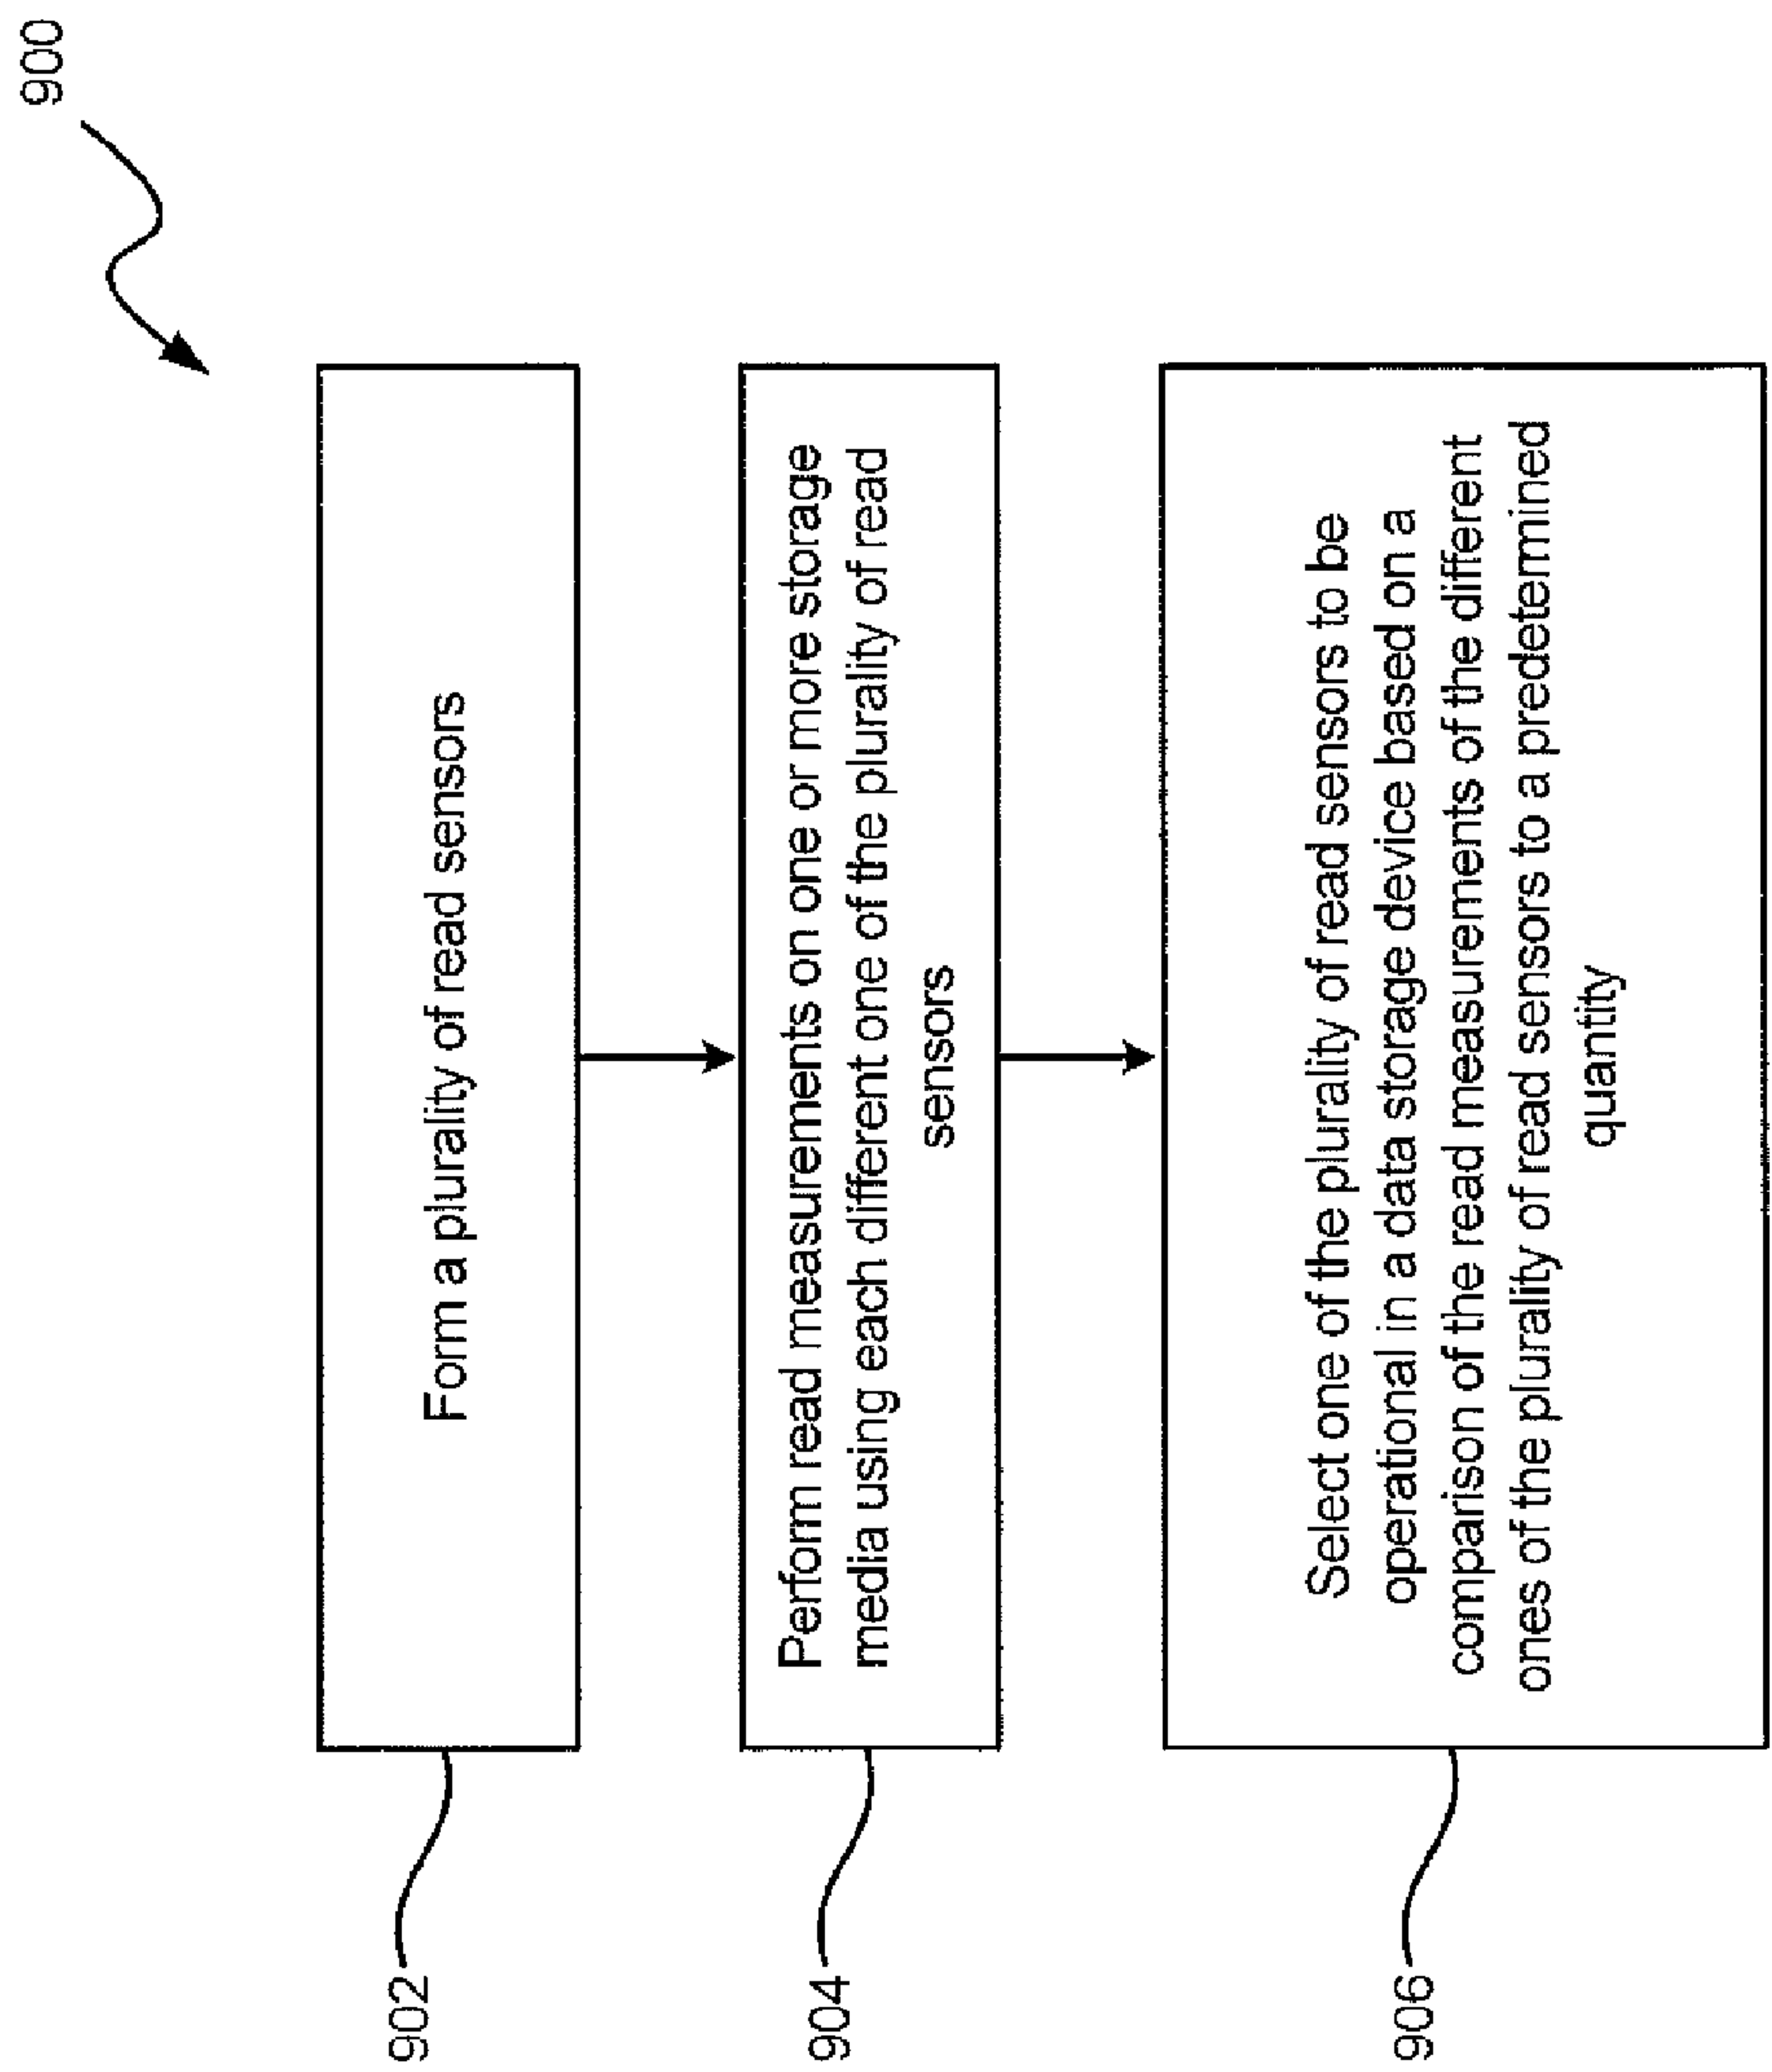 900
902
Form a plurality of read sensors
904
Perform read measurements on one or more storage
media using each different one of the plurality of read
sensors
906
Select one of the plurality of read sensors to be
operational in a data storage device based on a
comparison of the read measurements of the different
ones of the plurality of read sensors to a predetermined
quantity